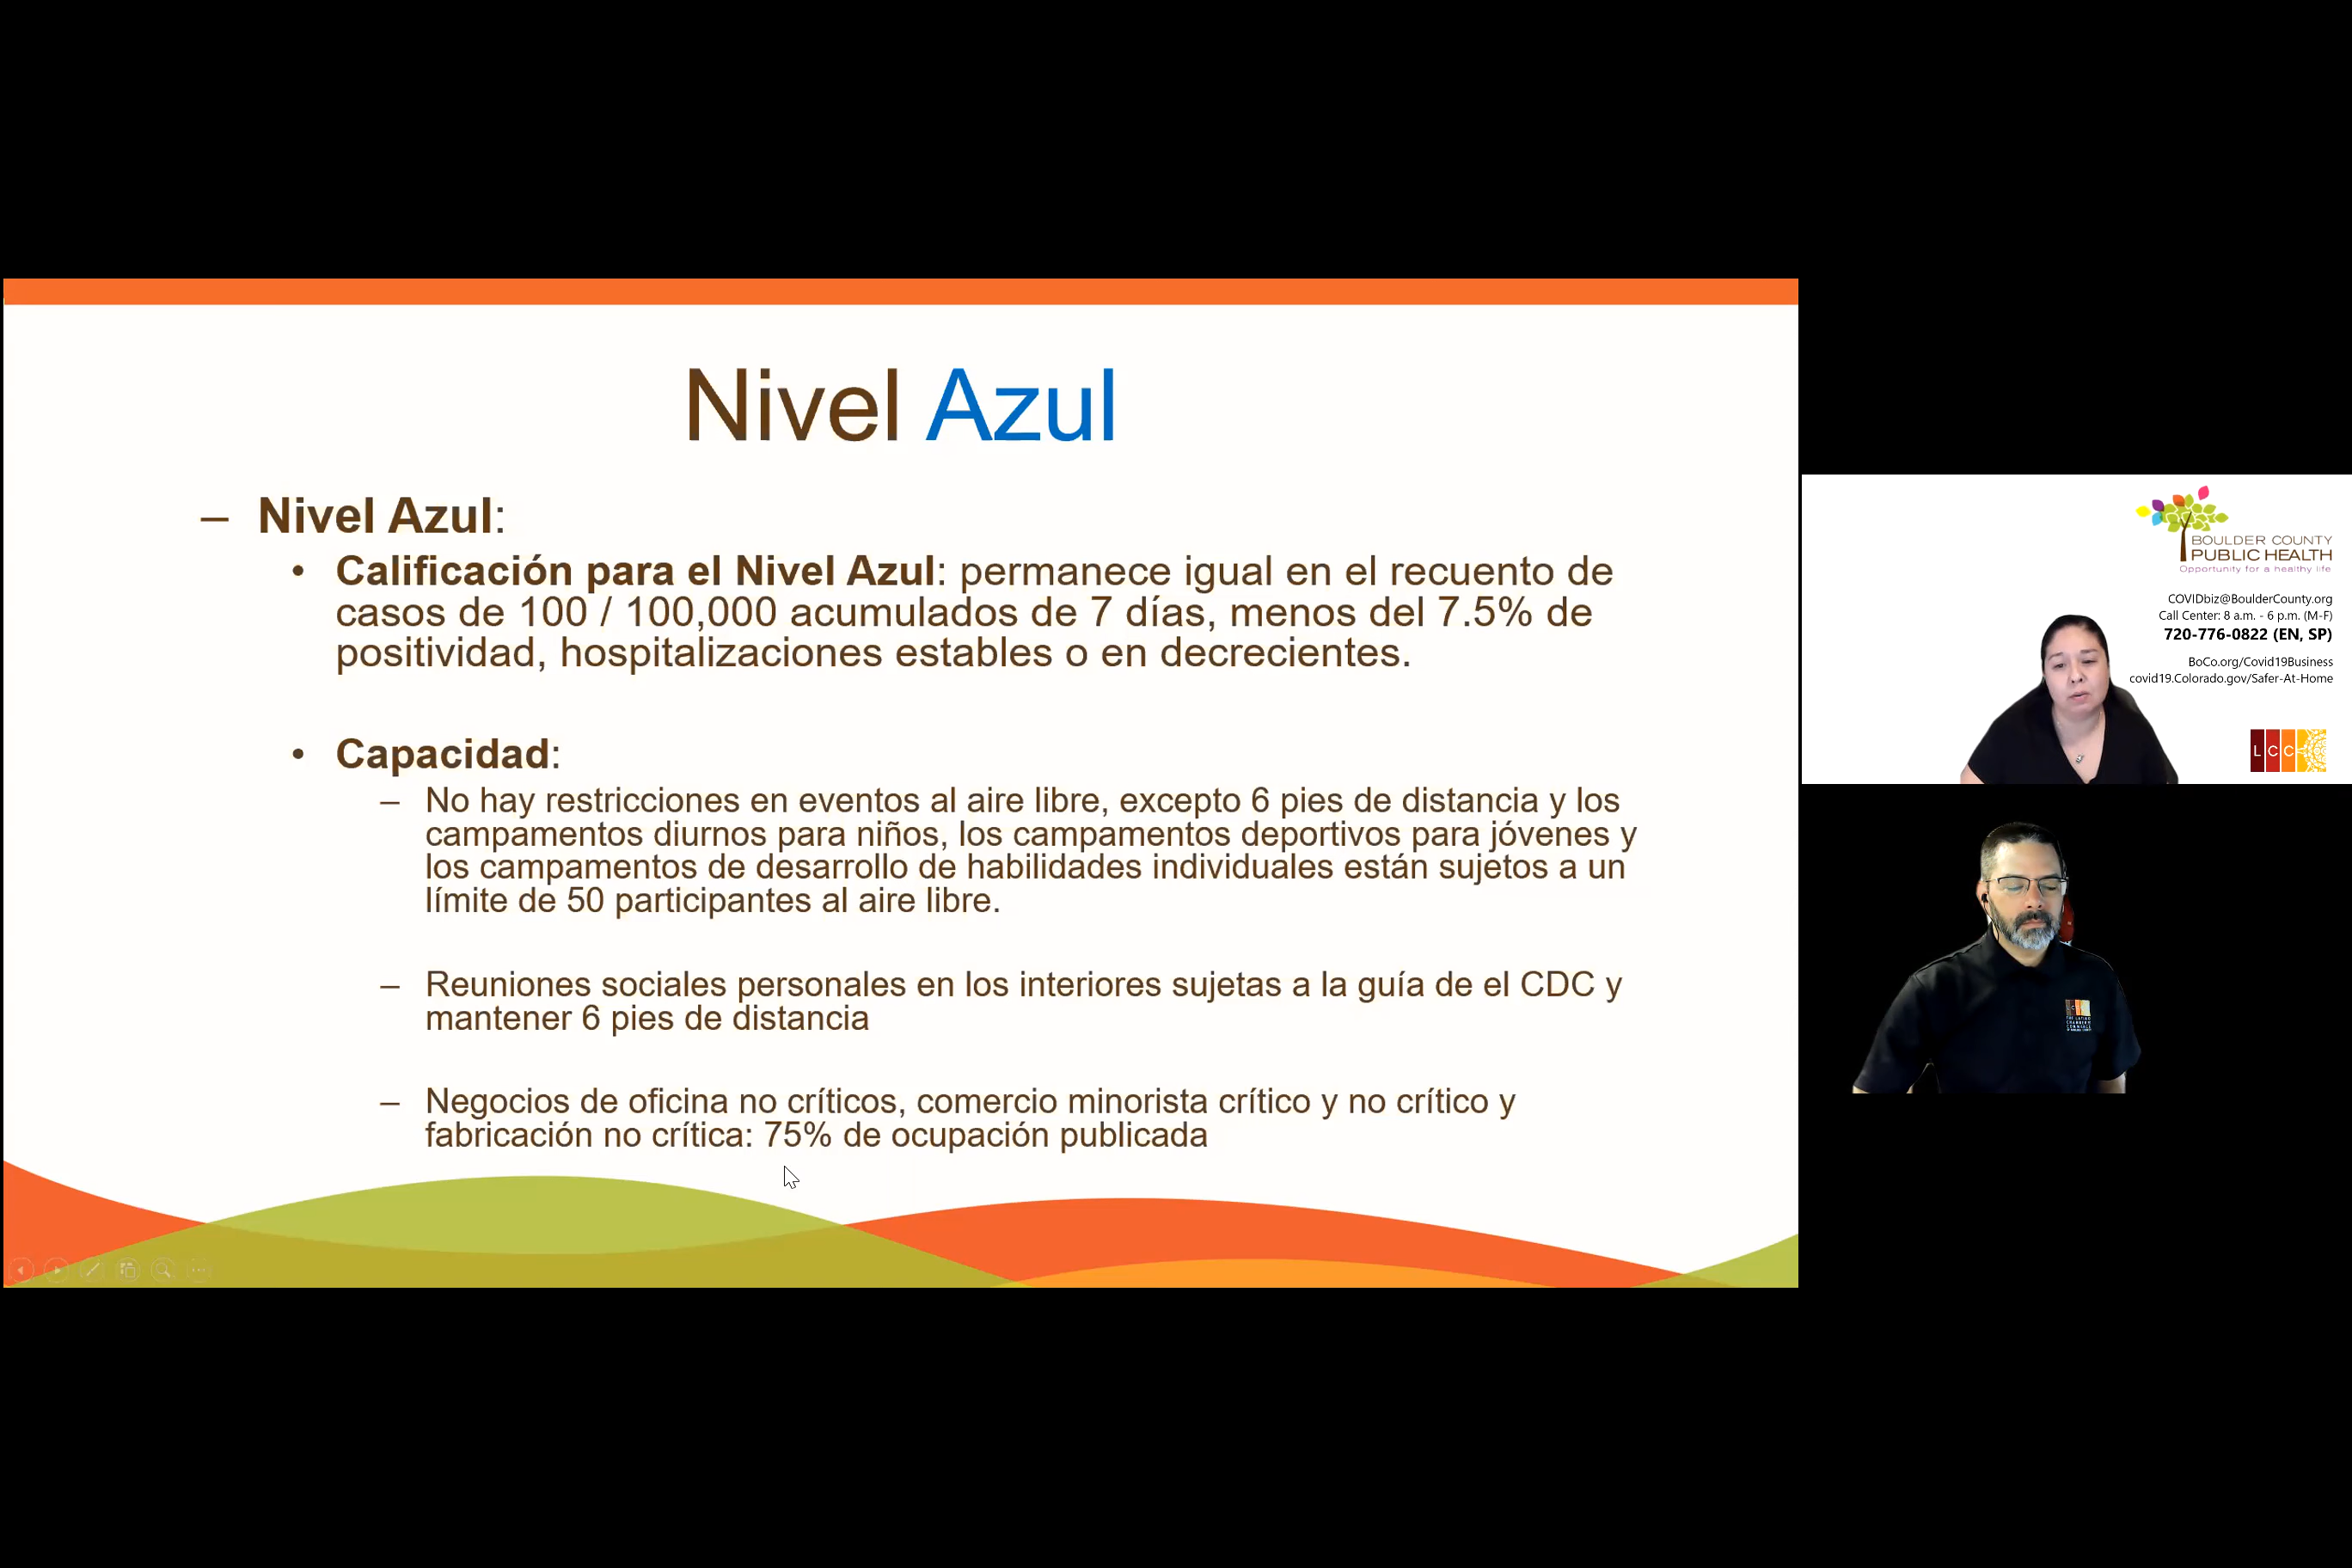 Nivel Azul
– Nivel Azul:
• Calificación para el Nivel Azul: permanece igual en el recuento de
casos de 100 / 100,000 acumulados de 7 días, menos del 7.5% de
positividad, hospitalizaciones estables o en decrecientes.
• Capacidad:
– No hay restricciones en eventos al aire libre, excepto 6 pies de distancia y los
campamentos diurnos para niños, los campamentos deportivos para jóvenes y
los campamentos de desarrollo de habilidades individuales están sujetos a un
límite de 50 participantes al aire libre.
– Reuniones sociales personales en los interiores sujetas a la guía de el CDC y
mantener 6 pies de distancia
– Negocios de oficina no críticos, comercio minorista crítico y no crítico y
fabricación no crítica: 75% de ocupación publicada
BOULDER COUNTY
PUBLIC HEALTH
Opportunity for a healthy life
COVIDbiz@BoulderCounty.org
Call Center: 8 a.m. - 6 p.m. (M-F)
720-776-0822 (EN, SP)
BoCo.org/Covid19Business
covid19.Colorado.gov/Safer-At-Home
LCC